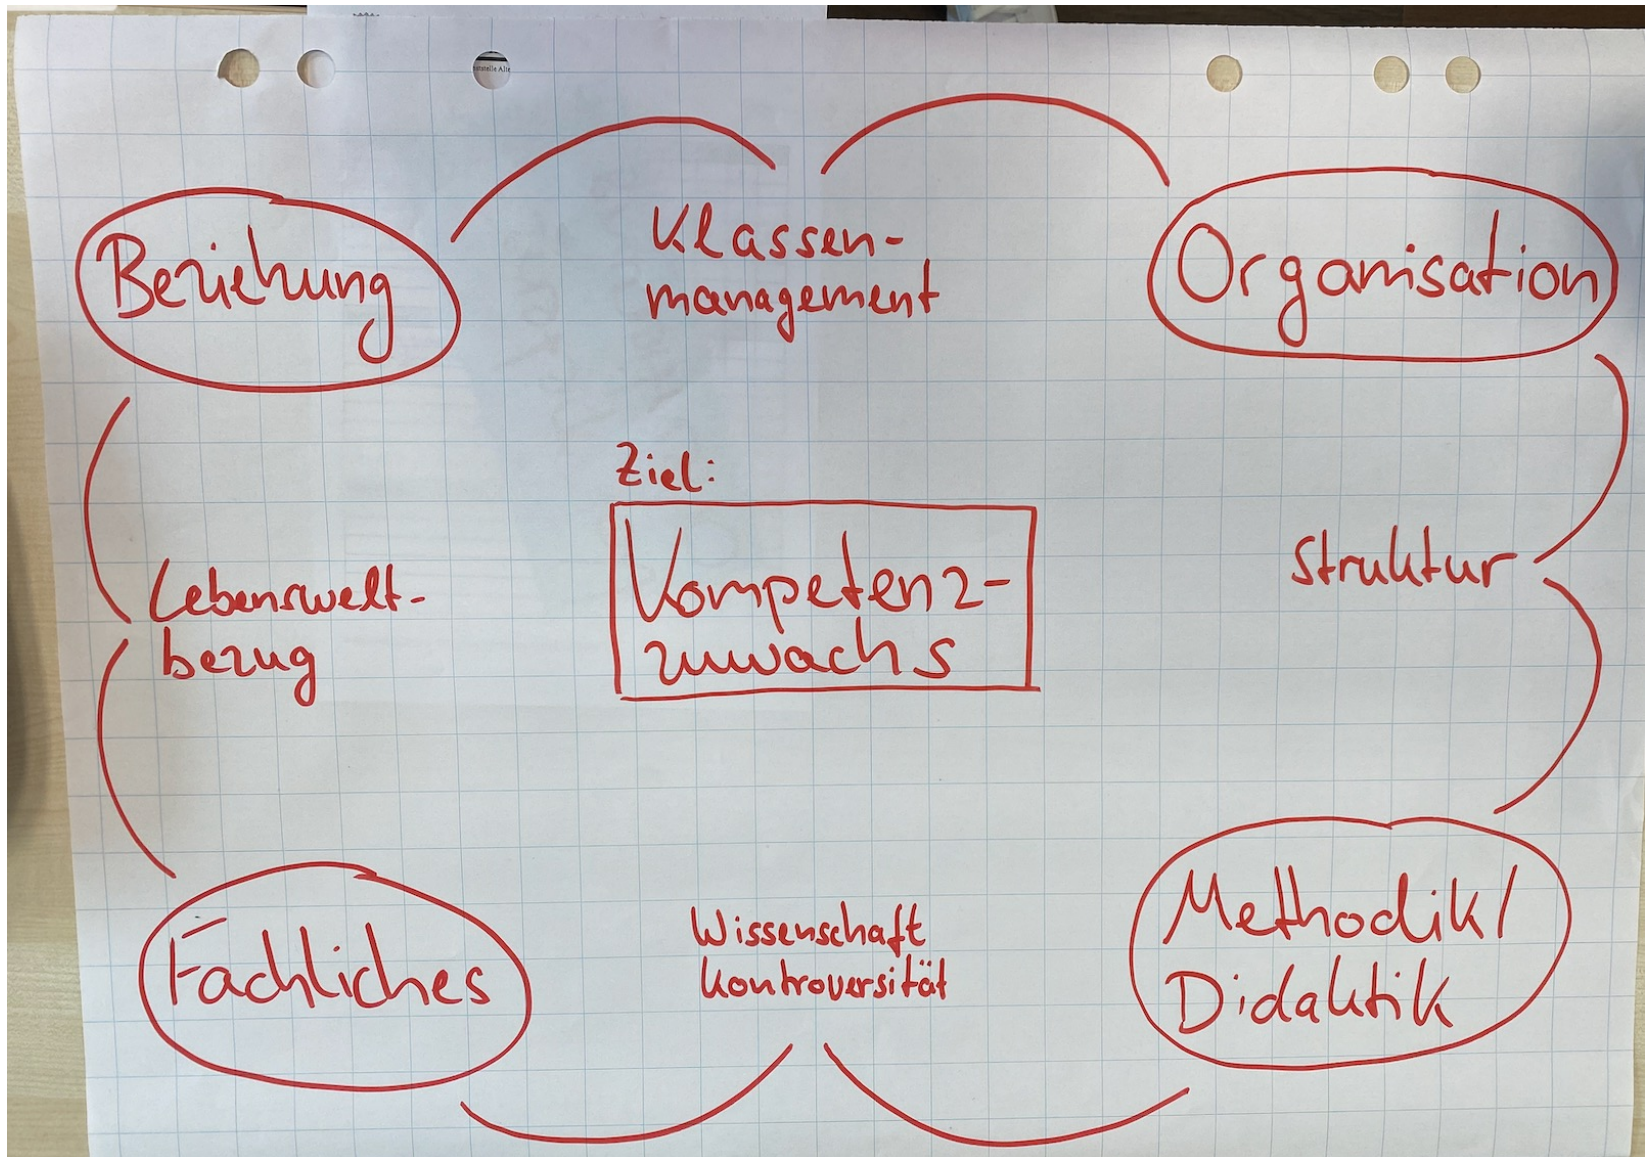 Klassen-
management
Beziehung
Organisation
Ziel:
Kompetenz-
zuwachs
Struktur
Lebenswelt-
bezug
Wissenschaft
Kontroversität
Fachliches
Methodik/
Didaktik